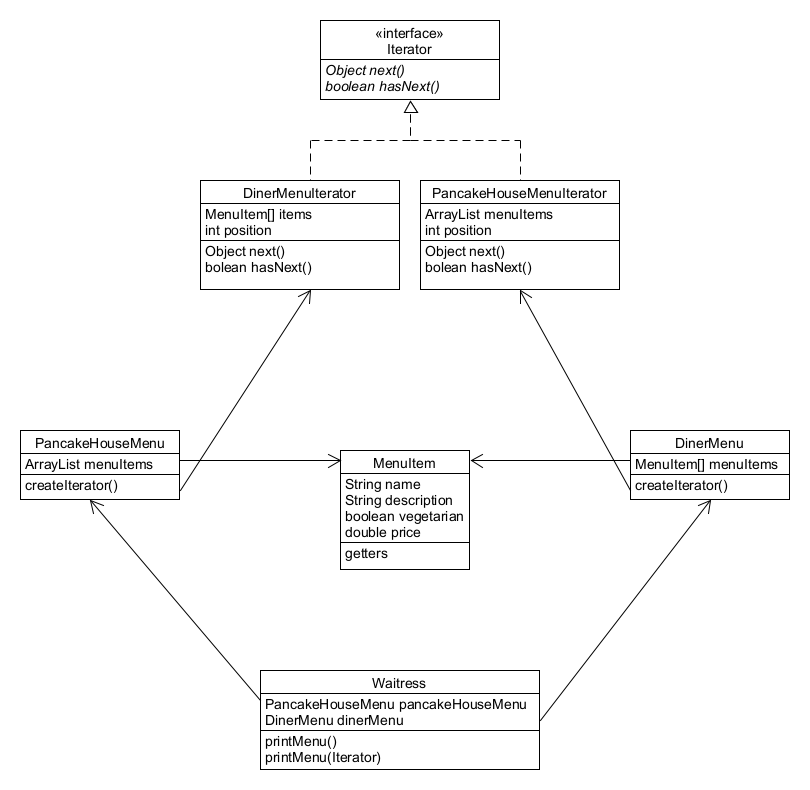 «interface»
Iterator
Object next()
boolean hasNext()
DinerMenuIterator
MenuItem[] items
int position
Object next()
bolean hasNext()
PancakeHouseMenuIterator
ArrayList menuItems
int position
Object next()
bolean hasNext()
PancakeHouseMenu
ArrayList menuItems
createIterator()
MenuItem
String name
String description
boolean vegetarian
double price
getters
DinerMenu
MenuItem[] menuItems
createIterator()
Waitress
PancakeHouseMenu pancakeHouseMenu
DinerMenu dinerMenu
printMenu()
printMenu(Iterator)